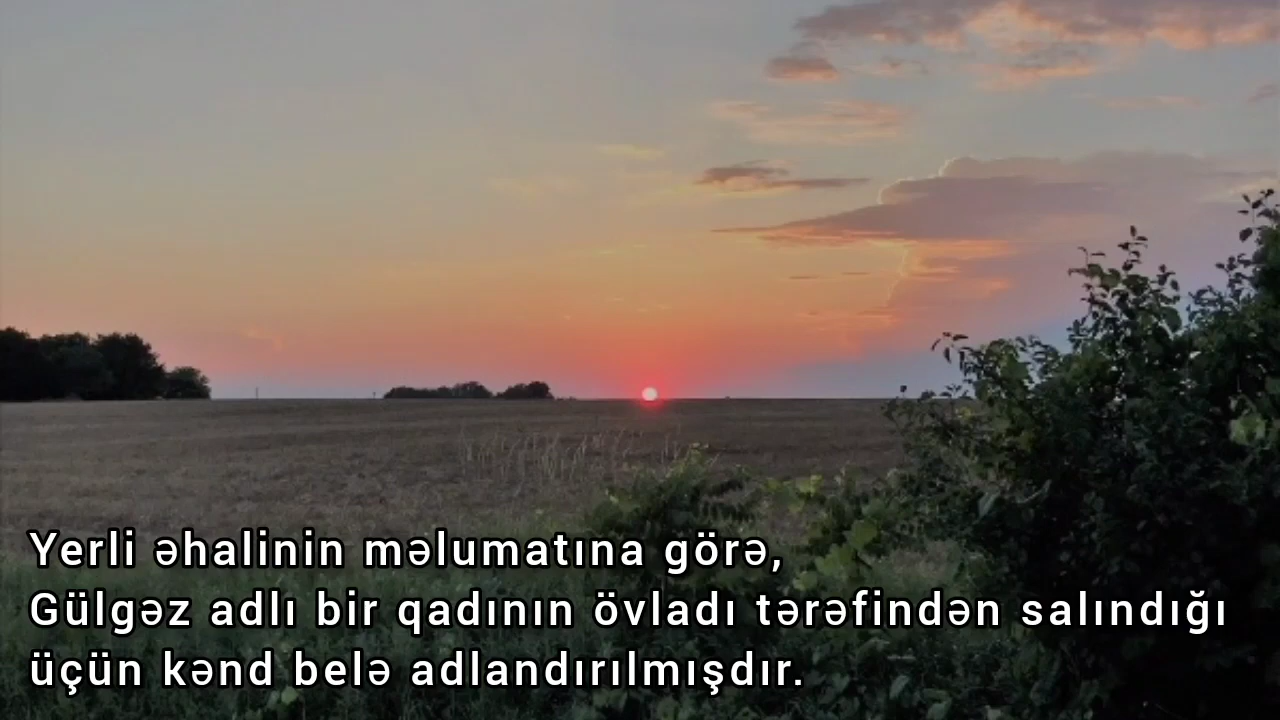 Yerli əhalinin məlumatına görə,
Gülgəz adlı bir qadının övladı tərəfindən salındığı
üçün kənd belə adlandırılmışdır.